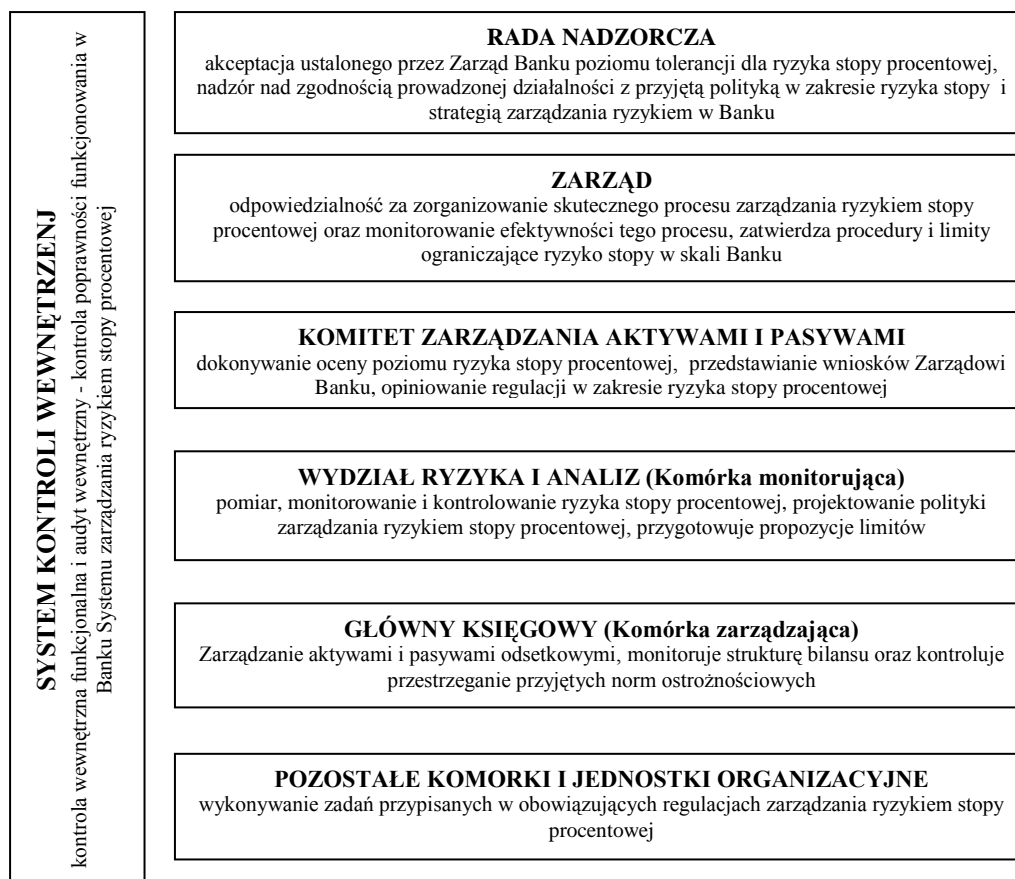 SYSTEM KONTROLI WEWNĘTRZENJ
kontrola wewnętrzna funkcjonalna i audyt wewnętrzny - kontrola poprawności funkcjonowania w
Banku Systemu zarządzania ryzykiem stopy procentowej
RADA NADZORCZA
akceptacja ustalonego przez Zarząd Banku poziomu tolerancji dla ryzyka stopy procentowej,
nadzór nad zgodnością prowadzonej działalności z przyjętą polityką w zakresie ryzyka stopy i
strategią zarządzania ryzykiem w Banku
ZARZĄD
odpowiedzialność za zorganizowanie skutecznego procesu zarządzania ryzykiem stopy
procentowej oraz monitorowanie efektywności tego procesu, zatwierdza procedury i limity
ograniczające ryzyko stopy w skali Banku
KOMITET ZARZĄDZANIA AKTYWAMI I PASYWAMI
dokonywanie oceny poziomu ryzyka stopy procentowej, przedstawianie wniosków Zarządowi
Banku, opiniowanie regulacji w zakresie ryzyka stopy procentowej
WYDZIAŁ RYZYKA I ANALIZ (Komórka monitorująca)
pomiar, monitorowanie i kontrolowanie ryzyka stopy procentowej, projektowanie polityki
zarządzania ryzykiem stopy procentowej, przygotowuje propozycje limitów
GŁÓWNY KSIĘGOWY (Komórka zarządzająca)
Zarządzanie aktywami i pasywami odsetkowymi, monitoruje strukturę bilansu oraz kontroluje
przestrzeganie przyjętych norm ostrożnościowych
POZOSTAŁE KOMORKI I JEDNOSTKI ORGANIZACYJNE
wykonywanie zadań przypisanych w obowiązujących regulacjach zarządzania ryzykiem stopy
procentowej